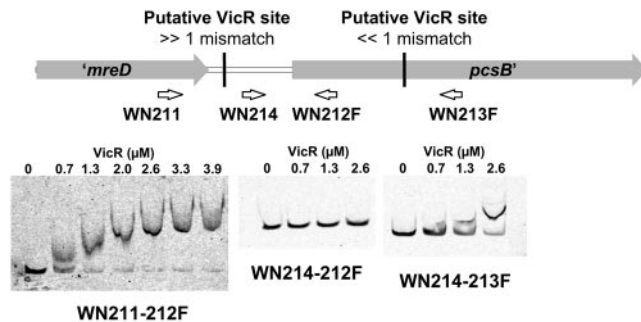 Putative VicR site
>> 1 mismatch
Putative VicR site
<< 1 mismatch
'mreD
pcsB'
WN211
WN214
WN212F
WN213F
VicR (μM)
0 0.7 1.3 2.0 2.6 3.3 3.9
VicR (μM)
0 0.7 1.3 2.6
VicR (μM)
0 0.7 1.3 2.6
WN211-212F
WN214-212F
WN214-213F